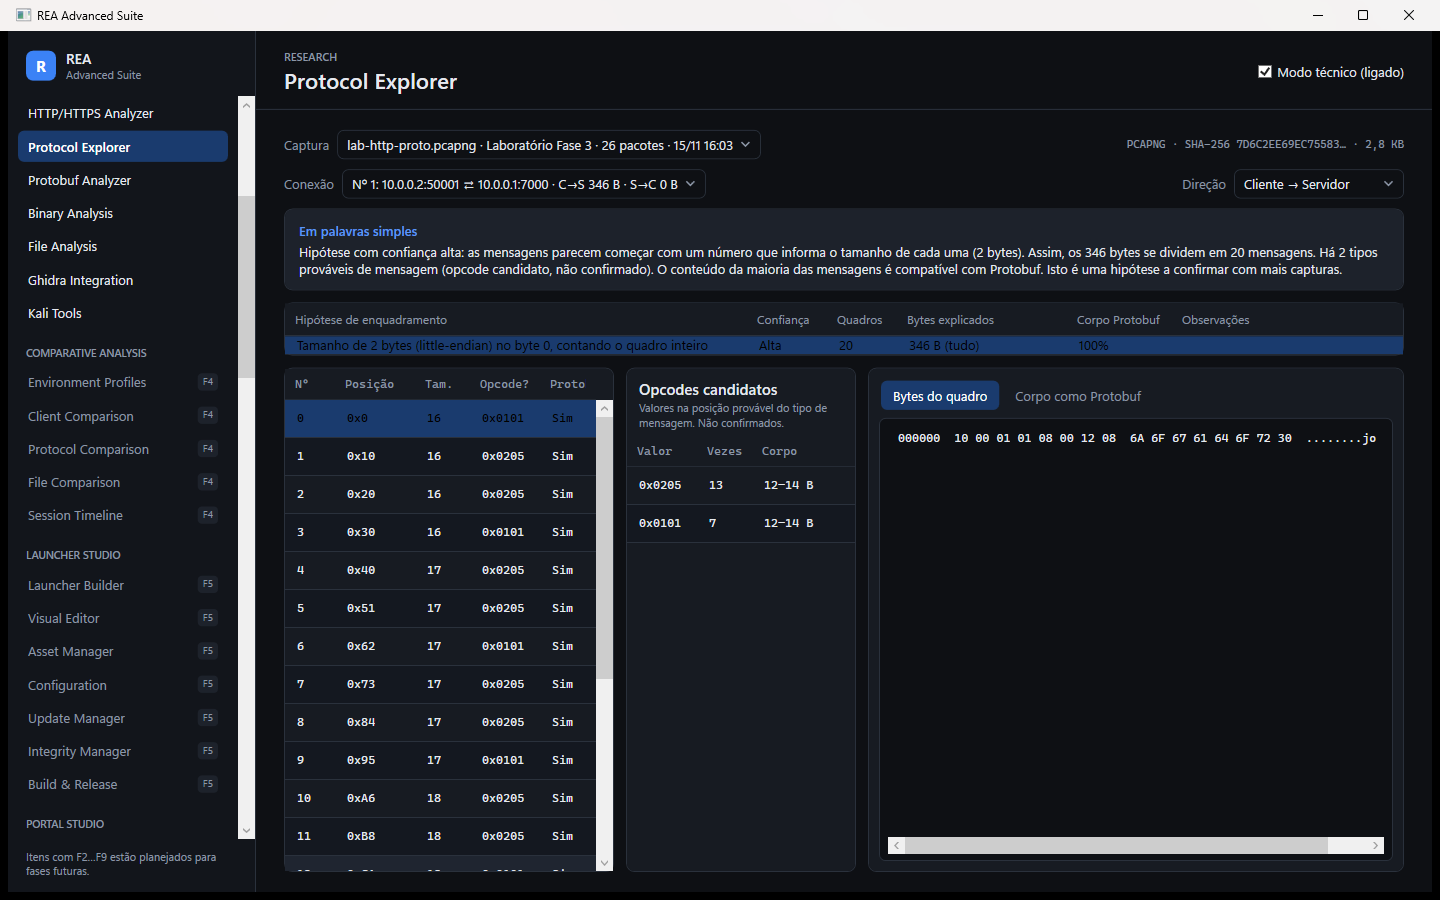 REA Advanced Suite
R
REA
Advanced Suite
HTTP/HTTPS Analyzer
Protocol Explorer
Protobuf Analyzer
Binary Analysis
File Analysis
Ghidra Integration
Kali Tools
COMPARATIVE ANALYSIS
Environment Profiles F4
Client Comparison F4
Protocol Comparison F4
File Comparison F4
Session Timeline F4
LAUNCHER STUDIO
Launcher Builder F5
Visual Editor F5
Asset Manager F5
Configuration F5
Update Manager F5
Integrity Manager F5
Build & Release F5
PORTAL STUDIO
Itens com F2...F9 estão planejados para
fases futuras.
RESEARCH
Protocol Explorer
Modo técnico (ligado)
Captura lab-http-proto.pcapng · Laboratório Fase 3 · 26 pacotes · 15/11 16:03
PCAPNG · SHA-256 7D6C2EE69EC75583… · 2,8 KB
Conexão Nº 1: 10.0.0.2:50001 ⇄ 10.0.0.1:7000 · C→S 346 B · S→C 0 B
Direção Cliente → Servidor
Em palavras simples
Hipótese com confiança alta: as mensagens parecem começar com um número que informa o tamanho de cada uma (2 bytes). Assim, os 346 bytes se dividem em 20 mensagens. Há 2 tipos
prováveis de mensagem (opcode candidato, não confirmado). O conteúdo da maioria das mensagens é compatível com Protobuf. Isto é uma hipótese a confirmar com mais capturas.
Hipótese de enquadramento Confiança Quadros Bytes explicados Corpo Protobuf Observações
Tamanho de 2 bytes (little-endian) no byte 0, contando o quadro inteiro Alta 20 346 B (tudo) 100%
Nº Posição Tam. Opcode? Proto
0 0x0 16 0x0101 Sim
1 0x10 16 0x0205 Sim
2 0x20 16 0x0205 Sim
3 0x30 16 0x0101 Sim
4 0x40 17 0x0205 Sim
5 0x51 17 0x0205 Sim
6 0x62 17 0x0101 Sim
7 0x73 17 0x0205 Sim
8 0x84 17 0x0205 Sim
9 0x95 17 0x0101 Sim
10 0xA6 18 0x0205 Sim
11 0xB8 18 0x0205 Sim
Opcodes candidatos
Valores na posição provável do tipo de
mensagem. Não confirmados.
Valor Vezes Corpo
0x0205 13 12–14 B
0x0101 7 12–14 B
Bytes do quadro Corpo como Protobuf
000000 10 00 01 01 08 00 12 08 6A 6F 67 61 64 6F 72 30 ........jo